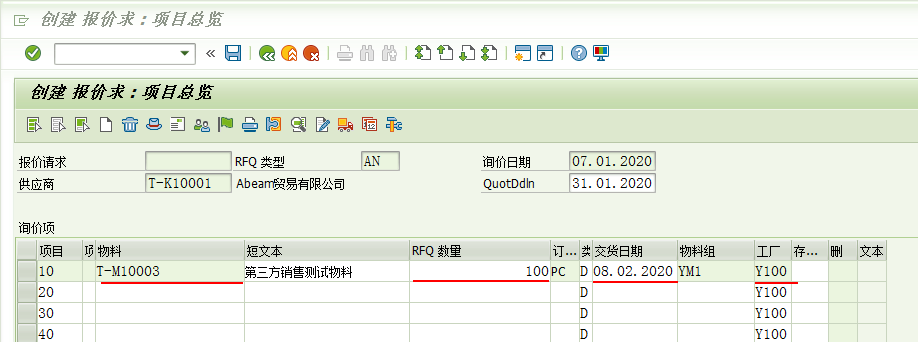 创建 报价求：项目总览
创建 报价求：项目总览
报价请求 RFQ 类型 AN 询价日期 07.01.2020
供应商 T-K10001 Abeam贸易有限公司 QuotDdln 31.01.2020
询价项
项目 项 物料 短文本 RFQ 数量 订... 类 交货日期 物料组 工厂 存... 删 文本
10 T-M10003 第三方销售测试物料 100 PC D 08.02.2020 YM1 Y100
20 D Y100
30 D Y100
40 D Y100